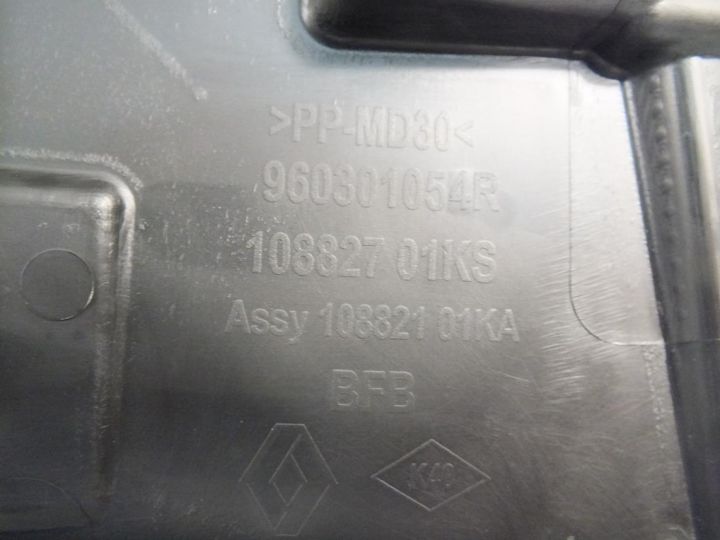 >PP-MD30<
960301054R
108827 01KS
Assy 108821 01KA
BFB
K40